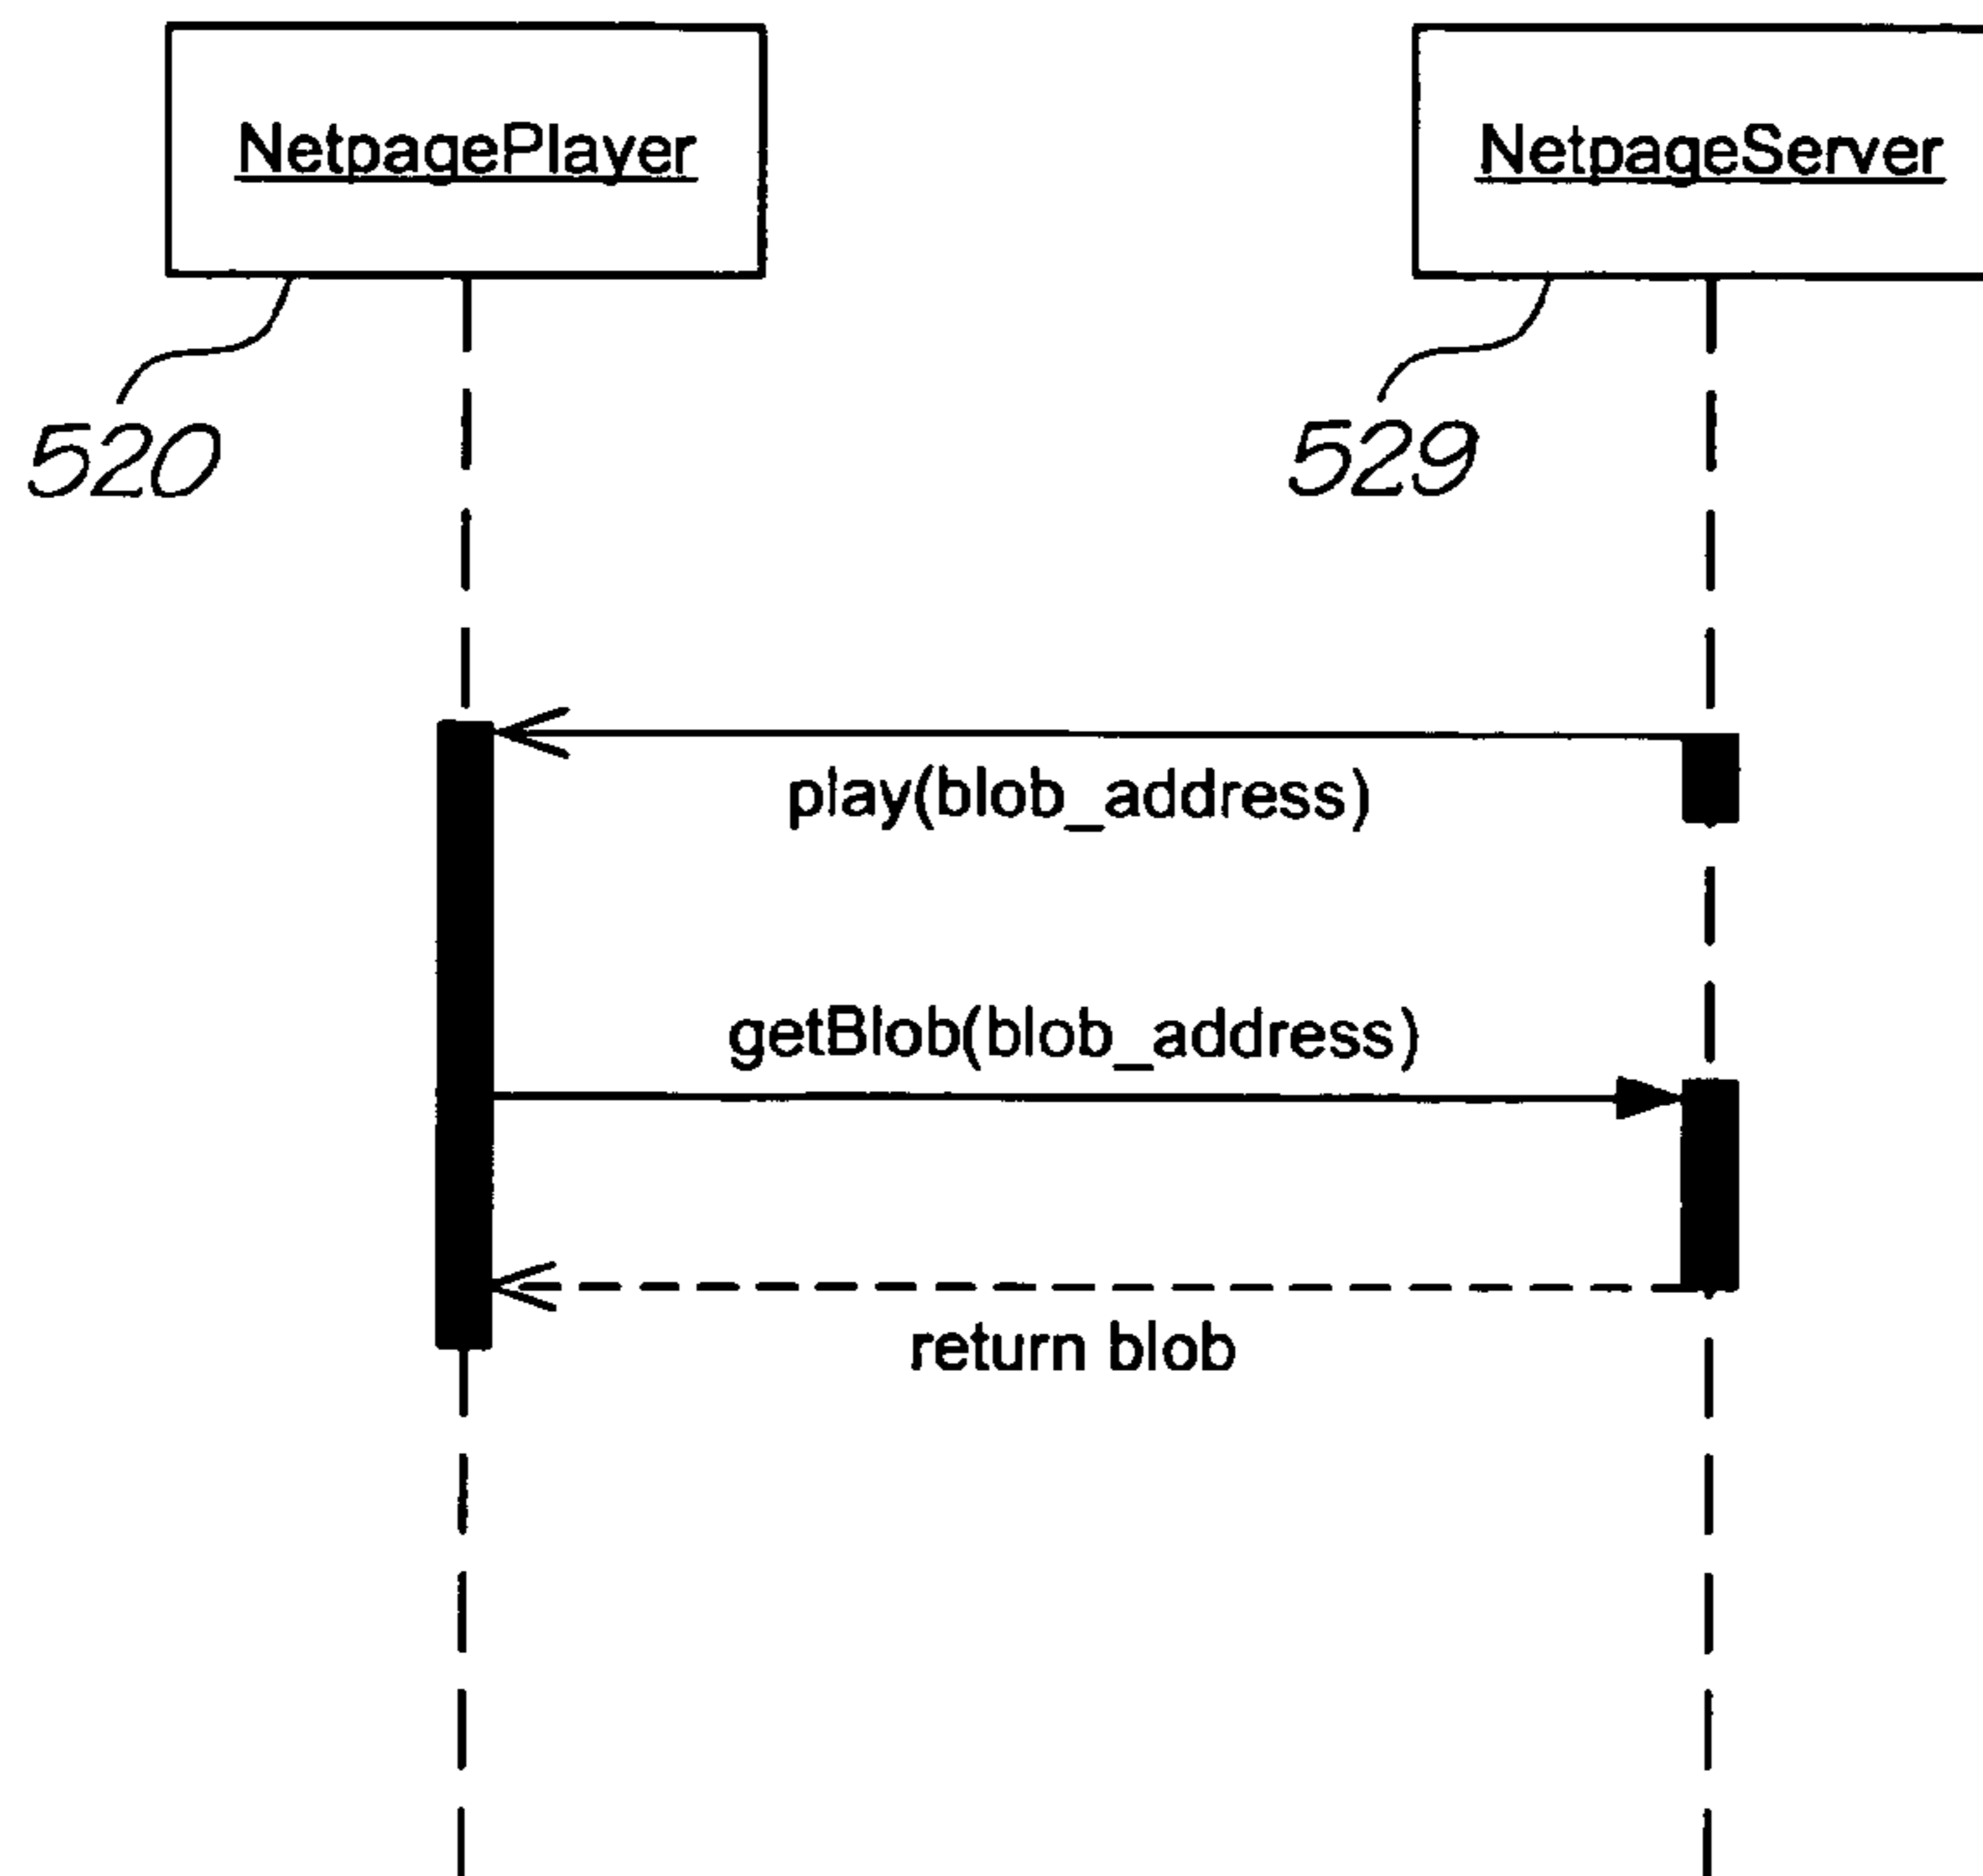 NetpagePlayer
NetpageServer
520
529
play(blob_address)
getBlob(blob_address)
return blob